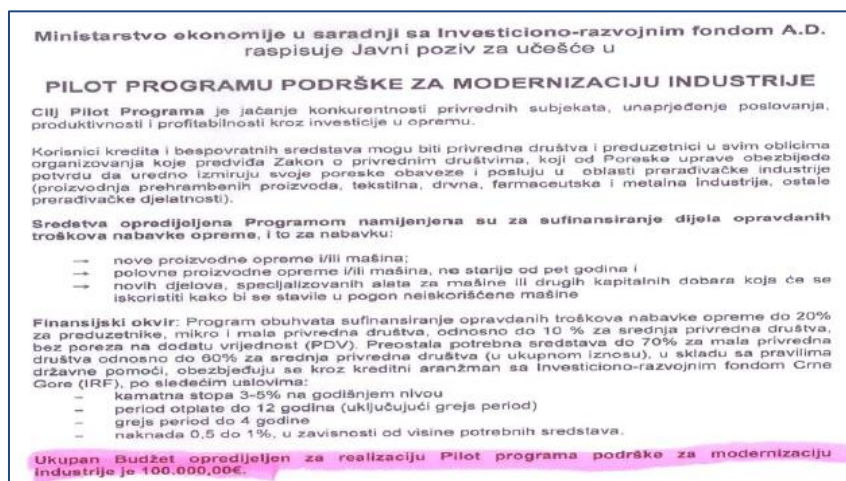 Ministarstvo ekonomije u saradnji sa Investiciono-razvojnim fondom A.D.
raspisuje Javni poziv za učešće u
PILOT PROGRAMU PODRŠKE ZA MODERNIZACIJU INDUSTRIJE
Cilj Pilot Programa je jačanje konkurentnosti privrednih subjekata, unaprjeđenje poslovanja,
produktivnosti i profitabilnosti kroz investicije u opremu.
Korisnici kredita i bespovratnih sredstava mogu biti privredna društva i preduzetnici u svim oblicima
organizovanja koje predviđa Zakon o privrednim društvima, koji od Poreske uprave obezbijede
potvrdu da uredno izmiruju svoje poreske obaveze i posluju u oblasti prerađivačke industrije
(proizvodnja prehrambenih proizvoda, tekstilna, drvna, farmaceutska i metalna industrija, ostale
prerađivačke djelatnosti).
Sredstva opredijeljena Programom namijenjena su za sufinansiranje dijela opravdanih
troškova nabavke opreme, i to za nabavku:
→ nove proizvodne opreme i/ili mašina;
→ polovne proizvodne opreme i/ili mašina, ne starije od pet godina i
→ novih djelova, specijalizovanih alata za mašine ili drugih kapitalnih dobara koja će se
iskoristiti kako bi se stavile u pogon neiskorišćene mašine
Finansijski okvir: Program obuhvata sufinansiranje opravdanih troškova nabavke opreme do 20%
za preduzetnike, mikro i mala privredna društva, odnosno do 10 % za srednja privredna društva,
bez poreza na dodatu vrijednost (PDV). Preostala potrebna sredstava do 70% za mala privredna
društva odnosno do 60% za srednja privredna društva (u ukupnom iznosu), u skladu sa pravilima
državne pomoći, obezbjeđuju se kroz kreditni aranžman sa Investiciono-razvojnim fondom Crne
Gore (IRF), po sledećim uslovima:
– kamatna stopa 3-5% na godišnjem nivou
– period otplate do 12 godina (uključujući grejs period)
– grejs period do 4 godine
– naknada 0,5 do 1%, u zavisnosti od visine potrebnih sredstava.
Ukupan Budžet opredijeljen za realizaciju Pilot programa podrške za modernizaciju
industrije je 100.000,00€.